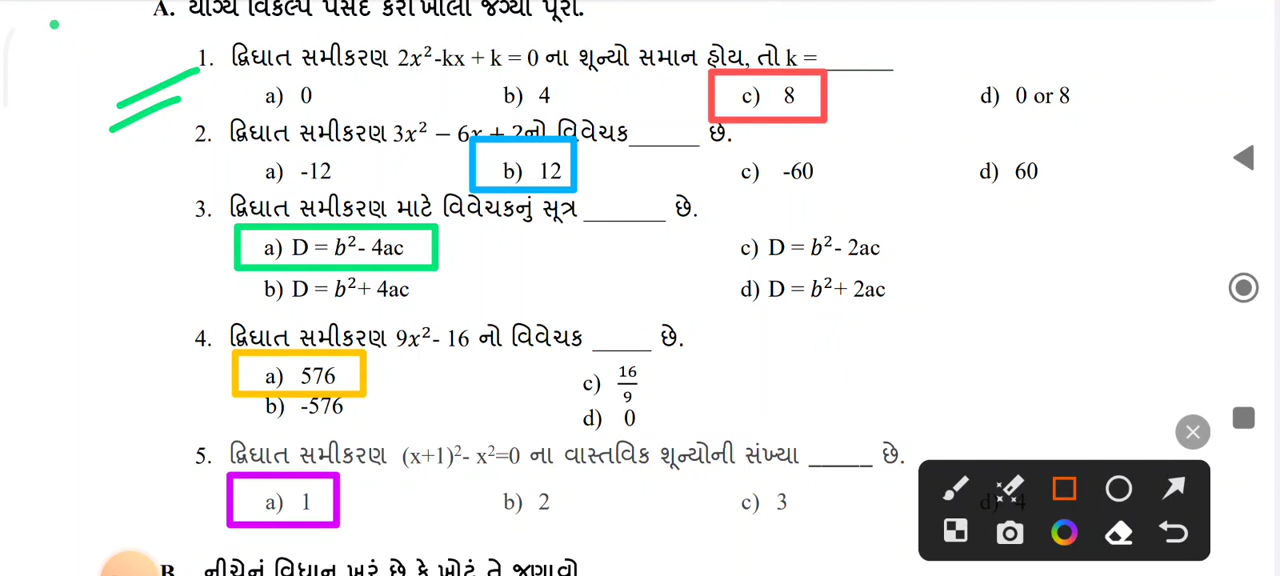 A. યોગ્ય વિકલ્પ પસંદ કરી ખાલી જગ્યા પૂરો.
1. દ્વિઘાત સમીકરણ 2x²-kx + k = 0 ના શૂન્યો સમાન હોય, તો k = ______
a) 0 b) 4 c) 8 d) 0 or 8
2. દ્વિઘાત સમીકરણ 3x² − 6x + 2નો વિવેચક______ છે.
a) -12 b) 12 c) -60 d) 60
3. દ્વિઘાત સમીકરણ માટે વિવેચકનું સૂત્ર _______ છે.
a) D = b²- 4ac c) D = b²- 2ac
b) D = b²+ 4ac d) D = b²+ 2ac
4. દ્વિઘાત સમીકરણ 9x²- 16 નો વિવેચક _____ છે.
a) 576 c) 16/9
b) -576 d) 0
5. દ્વિઘાત સમીકરણ (x+1)²- x²=0 ના વાસ્તવિક શૂન્યોની સંખ્યા _____ છે.
a) 1 b) 2 c) 3 d) 4
B. નીચેનું વિધાન ખરું છે કે ખોટું તે જણાવો